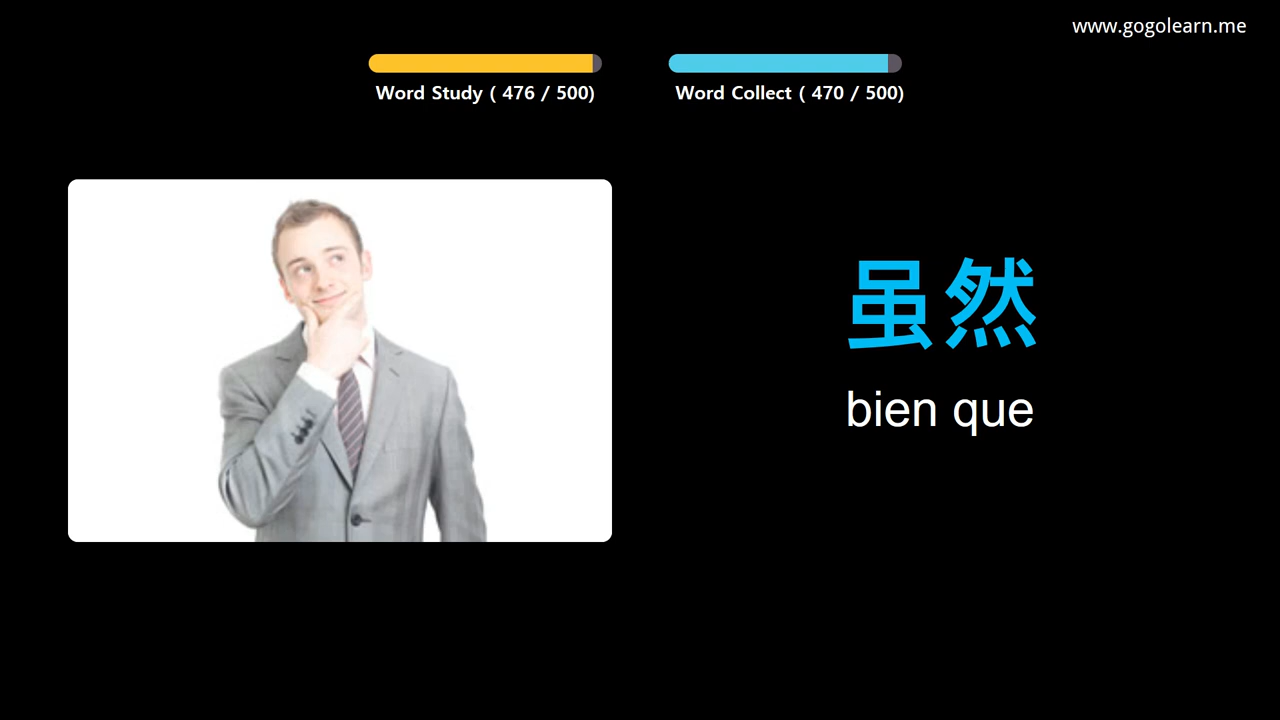 www.gogolearn.me
Word Study ( 476 / 500)
Word Collect ( 470 / 500)
虽然
bien que